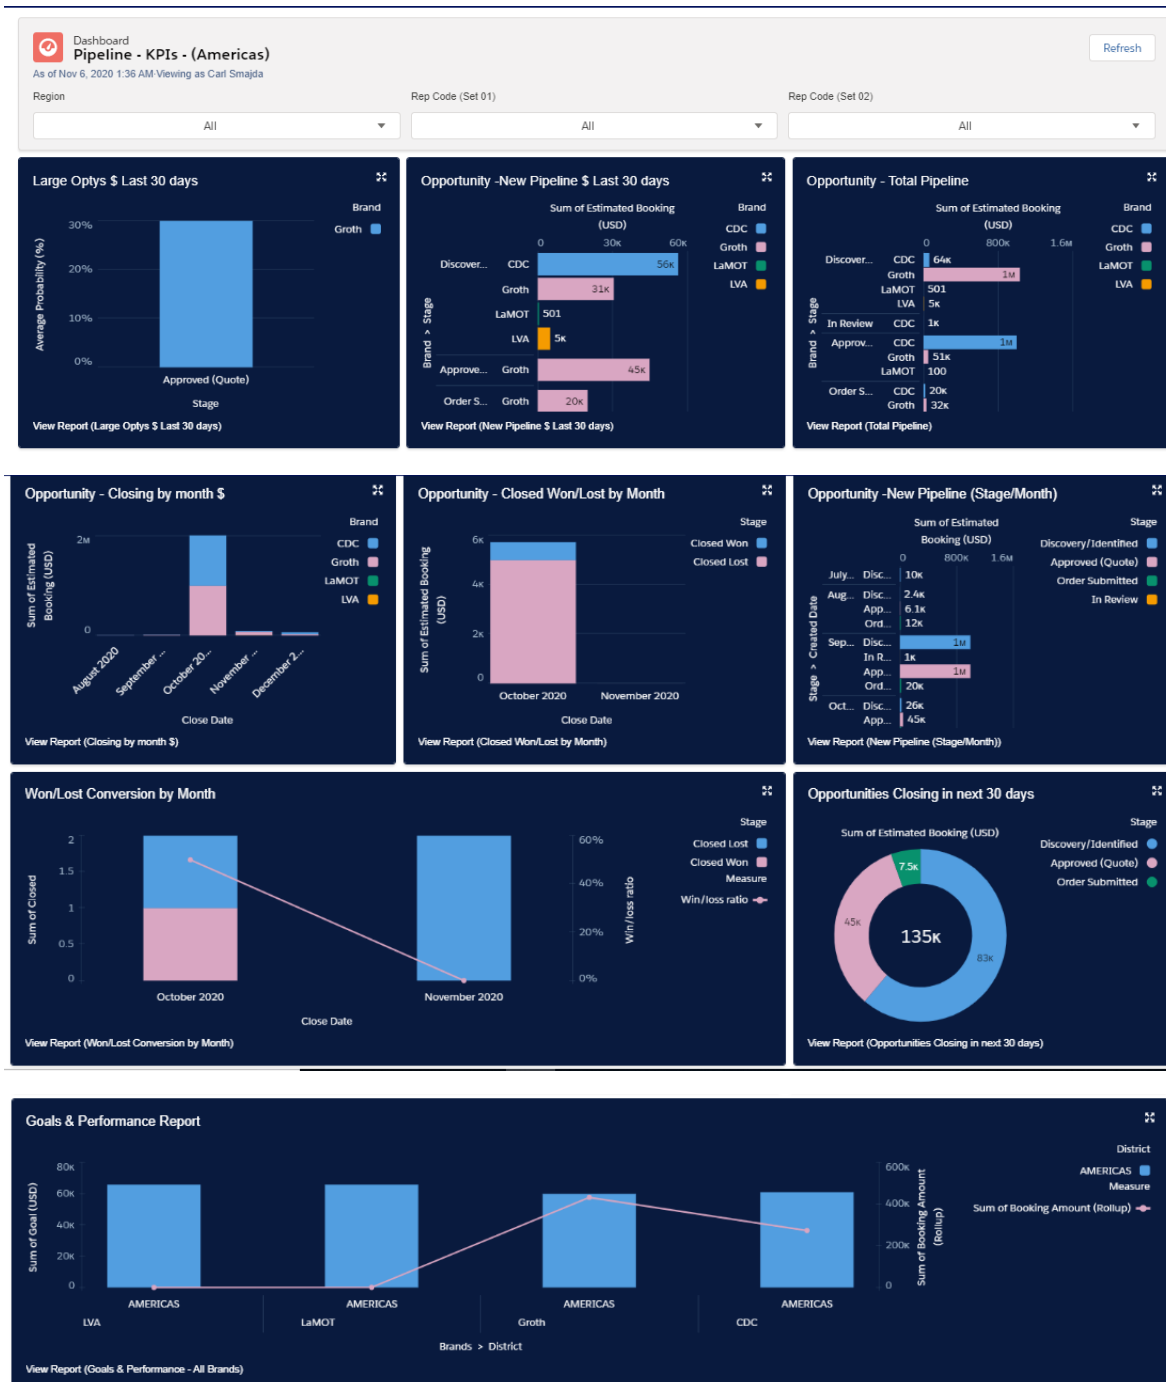 Dashboard
Pipeline - KPIs - (Americas)
As of Nov 6, 2020 1:36 AM·Viewing as Carl Smajda
Refresh
Region
Rep Code (Set 01)
Rep Code (Set 02)
All
All
All
Large Optys $ Last 30 days
Brand
Groth
Average Probability (%)
30%
20%
10%
0%
Approved (Quote)
Stage
View Report (Large Optys $ Last 30 days)
Opportunity -New Pipeline $ Last 30 days
Sum of Estimated Booking
(USD)
Brand
CDC
Groth
LaMOT
LVA
0 30K 60K
Brand > Stage
Discover... CDC 56K
Groth 31K
LaMOT 501
LVA 5K
Approve... Groth 45K
Order S... Groth 20K
View Report (New Pipeline $ Last 30 days)
Opportunity - Total Pipeline
Sum of Estimated Booking
(USD)
Brand
CDC
Groth
LaMOT
LVA
0 800K 1.6M
Brand > Stage
Discover... CDC 64K
Groth 1M
LaMOT 501
LVA 5K
In Review CDC 1K
Approv... CDC 1M
Groth 51K
LaMOT 100
Order S... CDC 20K
Groth 32K
View Report (Total Pipeline)
Opportunity - Closing by month $
Brand
CDC
Groth
LaMOT
LVA
Sum of Estimated
Booking (USD)
2M
0
August 2020
September ...
October 20...
November ...
December 2...
Close Date
View Report (Closing by month $)
Opportunity - Closed Won/Lost by Month
Stage
Closed Won
Closed Lost
Sum of Estimated Booking
(USD)
6K
4K
2K
0
October 2020 November 2020
Close Date
View Report (Closed Won/Lost by Month)
Opportunity -New Pipeline (Stage/Month)
Sum of Estimated
Booking (USD)
Stage
Discovery/Identified
Approved (Quote)
Order Submitted
In Review
0 800K 1.6M
Stage > Created Date
July... Disc... 10K
Aug... Disc... 2.4K
App... 6.1K
Ord... 12K
Sep... Disc... 1M
In R... 1K
App... 1M
Ord... 20K
Oct... Disc... 26K
App... 45K
View Report (New Pipeline (Stage/Month))
Won/Lost Conversion by Month
Stage
Closed Lost
Closed Won
Measure
Win/loss ratio
Sum of Closed
2
1.5
1
0.5
0
60%
40%
20%
0%
Win/loss ratio
October 2020 November 2020
Close Date
View Report (Won/Lost Conversion by Month)
Opportunities Closing in next 30 days
Sum of Estimated Booking (USD)
Stage
Discovery/Identified
Approved (Quote)
Order Submitted
7.5K
45K
135K
83K
View Report (Opportunities Closing in next 30 days)
Goals & Performance Report
District
AMERICAS
Measure
Sum of Booking Amount (Rollup)
Sum of Goal (USD)
80K
60K
40K
20K
0
600K
400K
200K
0
Sum of Booking Amount
(Rollup)
AMERICAS AMERICAS AMERICAS AMERICAS
LVA LaMOT Groth CDC
Brands > District
View Report (Goals & Performance - All Brands)